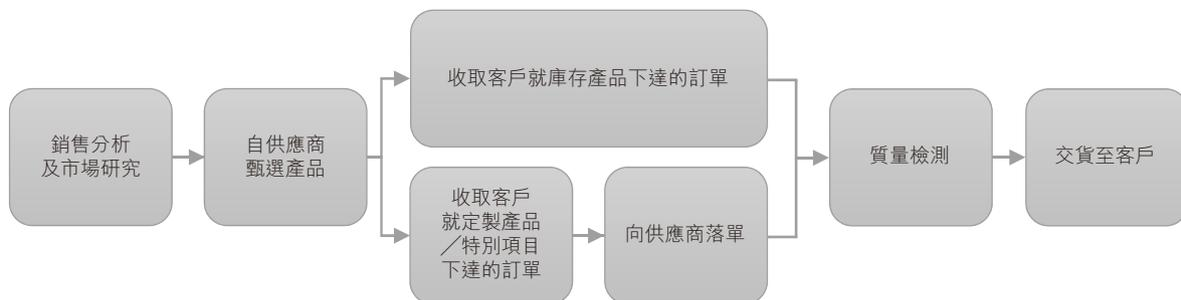 銷售分析
及市場研究
自供應商
甄選產品
收取客戶就庫存產品下達的訂單
收取客戶
就定製產品
／特別項目
下達的訂單
向供應商落單
質量檢測
交貨至客戶